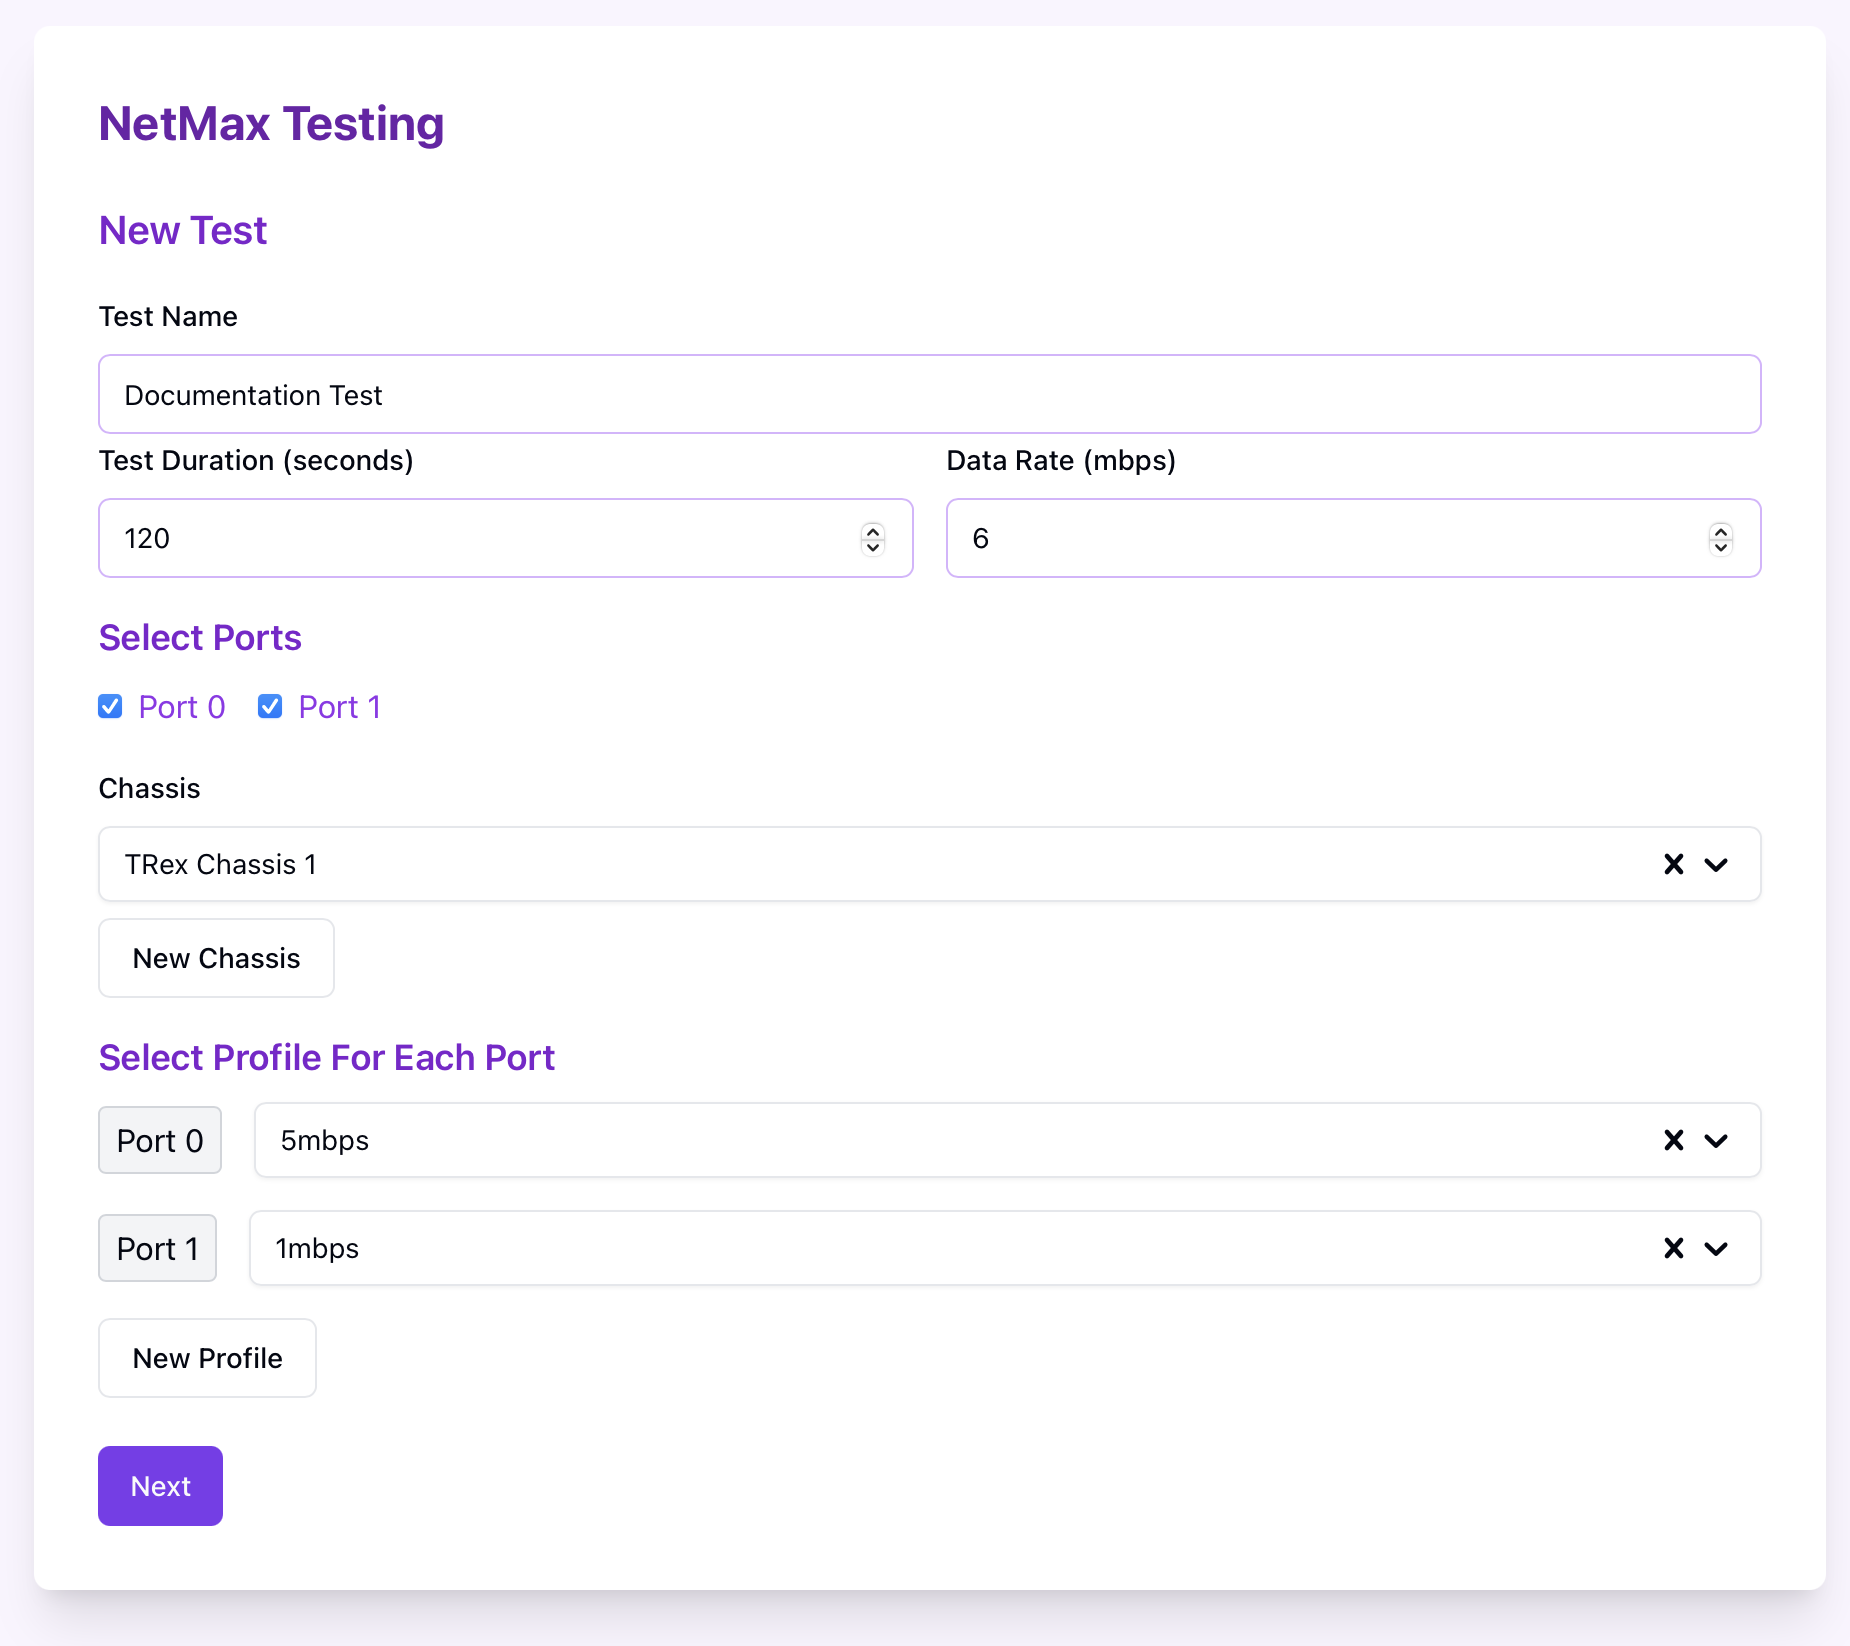 NetMax Testing
New Test
Test Name
Documentation Test
Test Duration (seconds)
Data Rate (mbps)
120
6
Select Ports
Port 0
Port 1
Chassis
TRex Chassis 1
New Chassis
Select Profile For Each Port
Port 0
5mbps
Port 1
1mbps
New Profile
Next